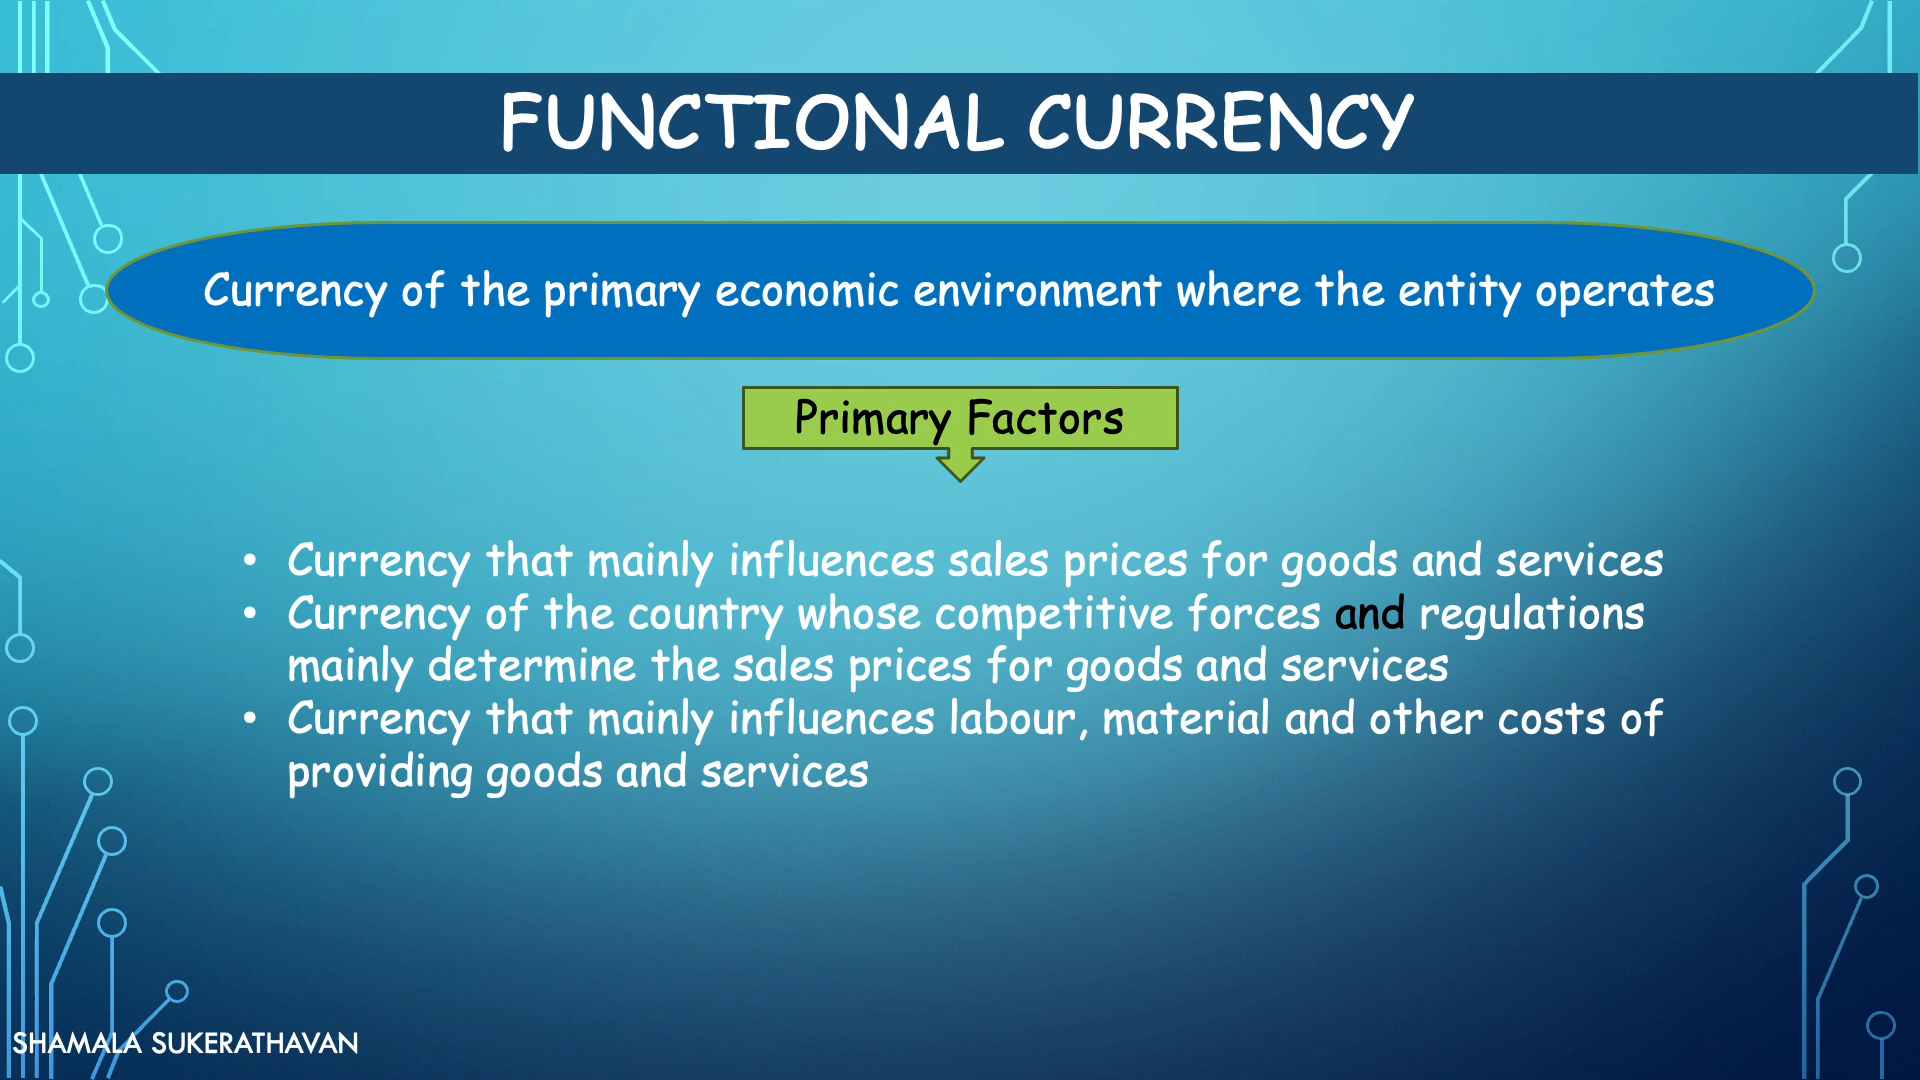 FUNCTIONAL CURRENCY
Currency of the primary economic environment where the entity operates
Primary Factors
• Currency that mainly influences sales prices for goods and services
• Currency of the country whose competitive forces and regulations
mainly determine the sales prices for goods and services
• Currency that mainly influences labour, material and other costs of
providing goods and services
SHAMALA SUKERATHAVAN